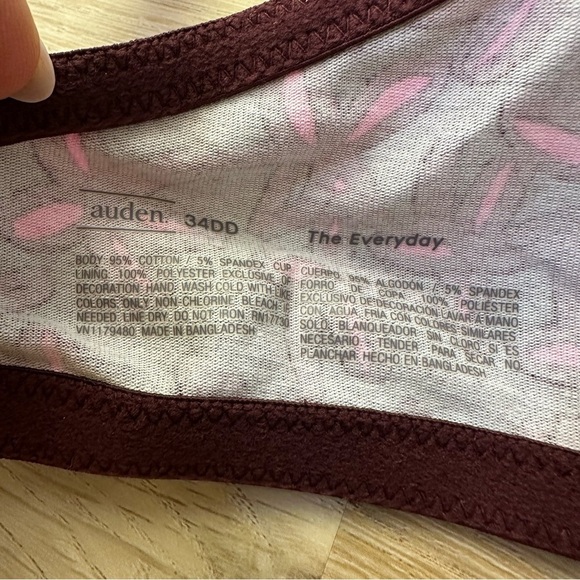 auden. 34DD
The Everyday
BODY: 95% COTTON / 5% SPANDEX CUP
LINING: 100% POLYESTER EXCLUSIVE OF
DECORATION: HAND: WASH COLD WITH LIKE
COLORS: ONLY: NON-CHLORINE: BLEACH IF
NEEDED: LINE DRY: DO NOT: IRON: RN17730
VN1179480: MADE IN BANGLADESH
CUERPO: 95% ALGODON / 5% SPANDEX
FORRO DE COPA: 100% POLIÉSTER
EXCLUSIVO DE DECORACIÓN LAVAR A MANO
CON AGUA FRIA CON COLORES SIMILARES
SOLO: BLANQUEADOR SIN CLORO SI ES
NECESARIO: TENDER PARA SECAR NO
PLANCHAR: HECHO EN BANGLADESH